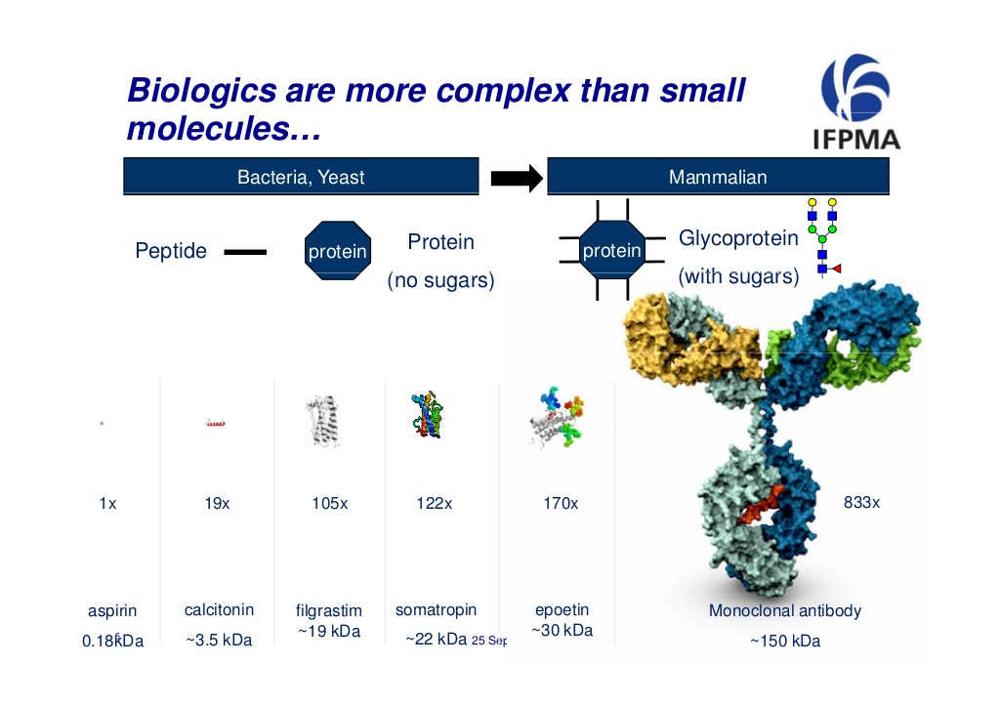 Biologics are more complex than small
molecules…
IFPMA
Bacteria, Yeast
Mammalian
Peptide
protein
Protein
(no sugars)
protein
Glycoprotein
(with sugars)
1x
19x
105x
122x
170x
833x
aspirin
calcitonin
filgrastim
somatropin
epoetin
Monoclonal antibody
0.18kDa
~3.5 kDa
~19 kDa
~22 kDa
25 Sep
~30 kDa
~150 kDa